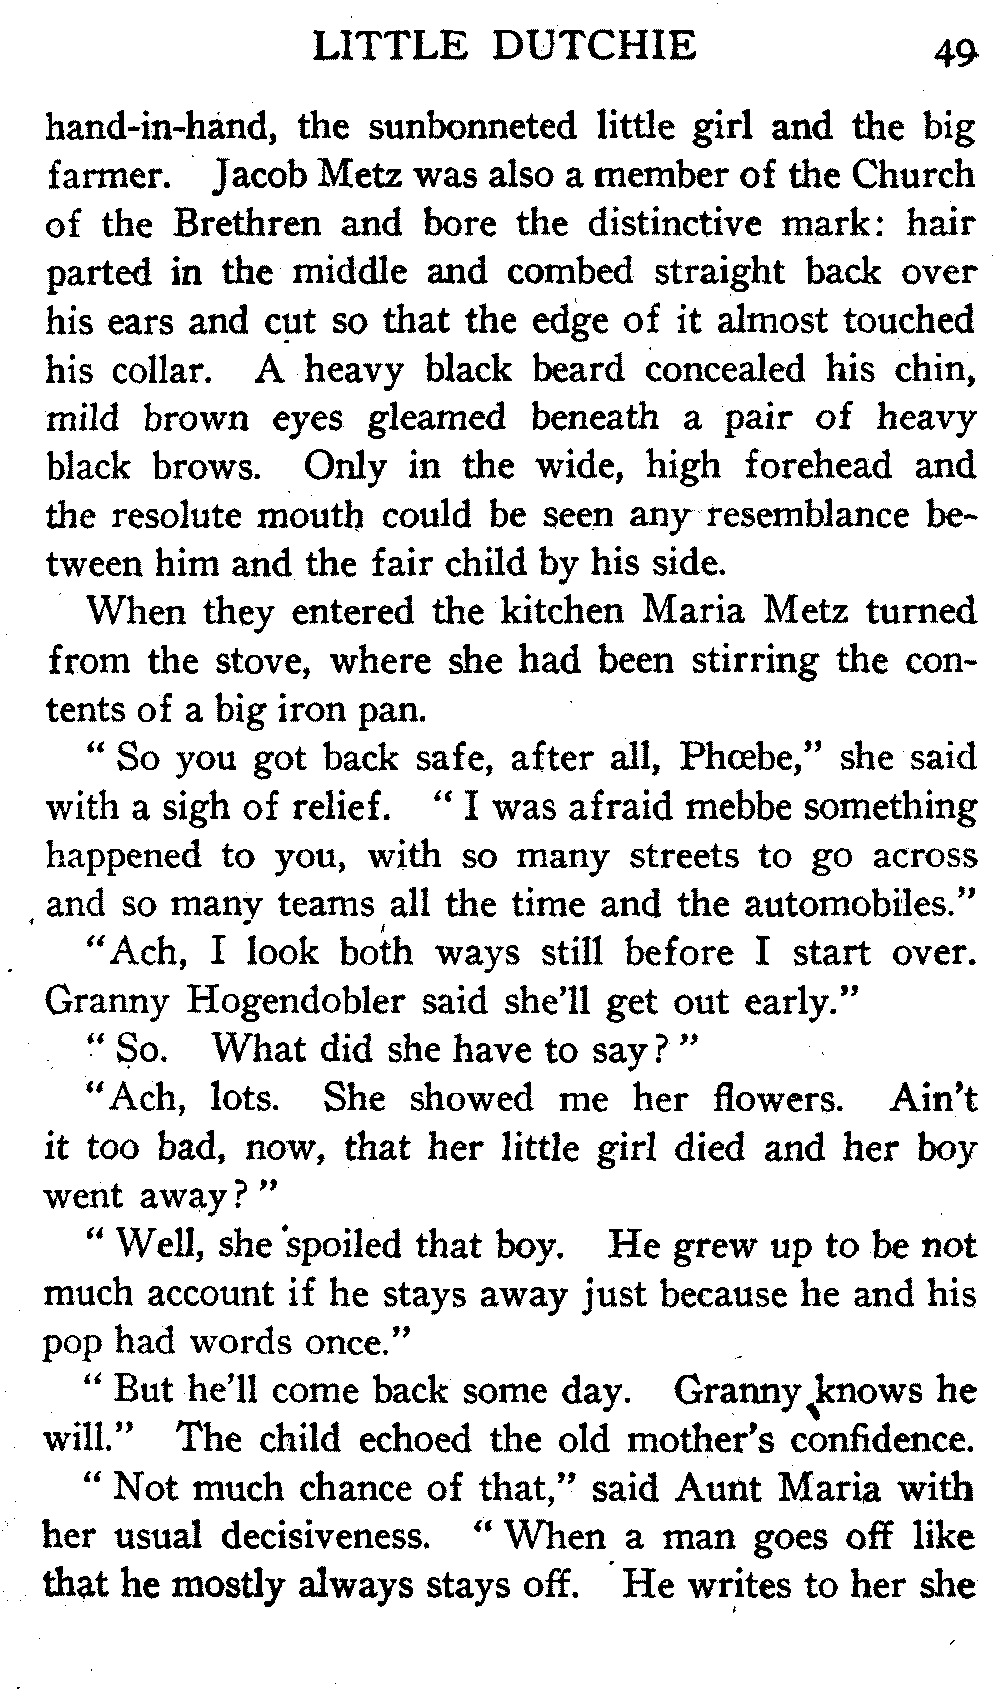 LITTLE DUTCHIE 49
hand-in-hand, the sunbonneted little girl and the big
farmer. Jacob Metz was also a member of the Church
of the Brethren and bore the distinctive mark: hair
parted in the middle and combed straight back over
his ears and cut so that the edge of it almost touched
his collar. A heavy black beard concealed his chin,
mild brown eyes gleamed beneath a pair of heavy
black brows. Only in the wide, high forehead and
the resolute mouth could be seen any resemblance be-
tween him and the fair child by his side.
When they entered the kitchen Maria Metz turned
from the stove, where she had been stirring the con-
tents of a big iron pan.
" So you got back safe, after all, Phœbe," she said
with a sigh of relief. " I was afraid mebbe something
happened to you, with so many streets to go across
and so many teams all the time and the automobiles."
"Ach, I look both ways still before I start over.
Granny Hogendobler said she'll get out early."
" So. What did she have to say? "
"Ach, lots. She showed me her flowers. Ain't
it too bad, now, that her little girl died and her boy
went away? "
" Well, she spoiled that boy. He grew up to be not
much account if he stays away just because he and his
pop had words once."
" But he'll come back some day. Granny knows he
will." The child echoed the old mother's confidence.
" Not much chance of that," said Aunt Maria with
her usual decisiveness. " When a man goes off like
that he mostly always stays off. He writes to her she